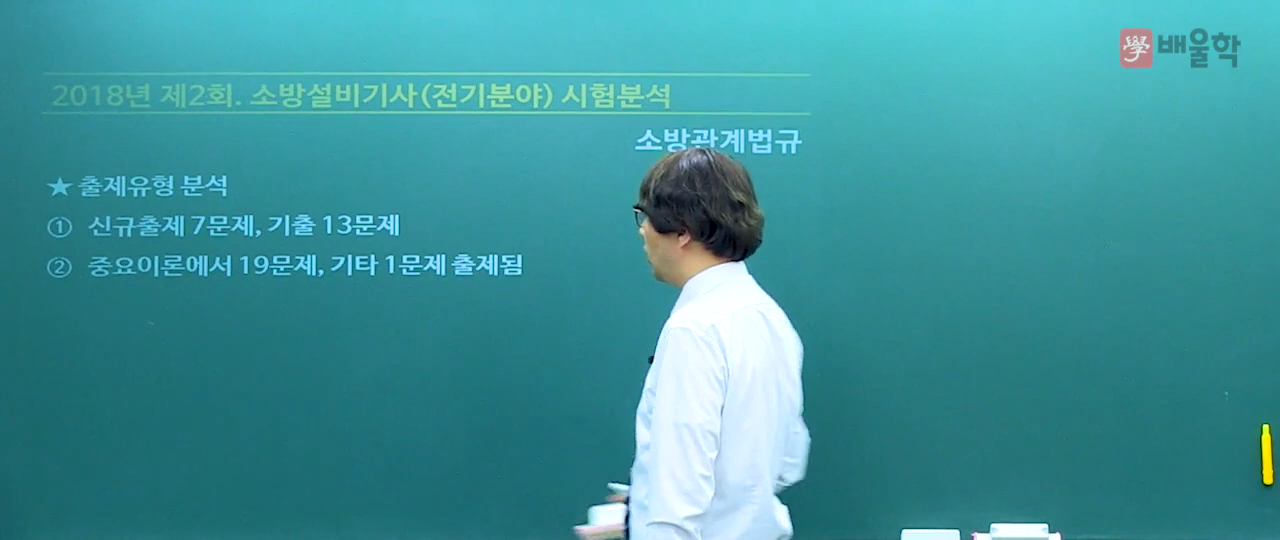 學 배울학
2018년 제2회. 소방설비기사(전기분야) 시험분석
소방관계법규
★ 출제유형 분석
① 신규출제 7문제, 기출 13문제
② 중요이론에서 19문제, 기타 1문제 출제됨